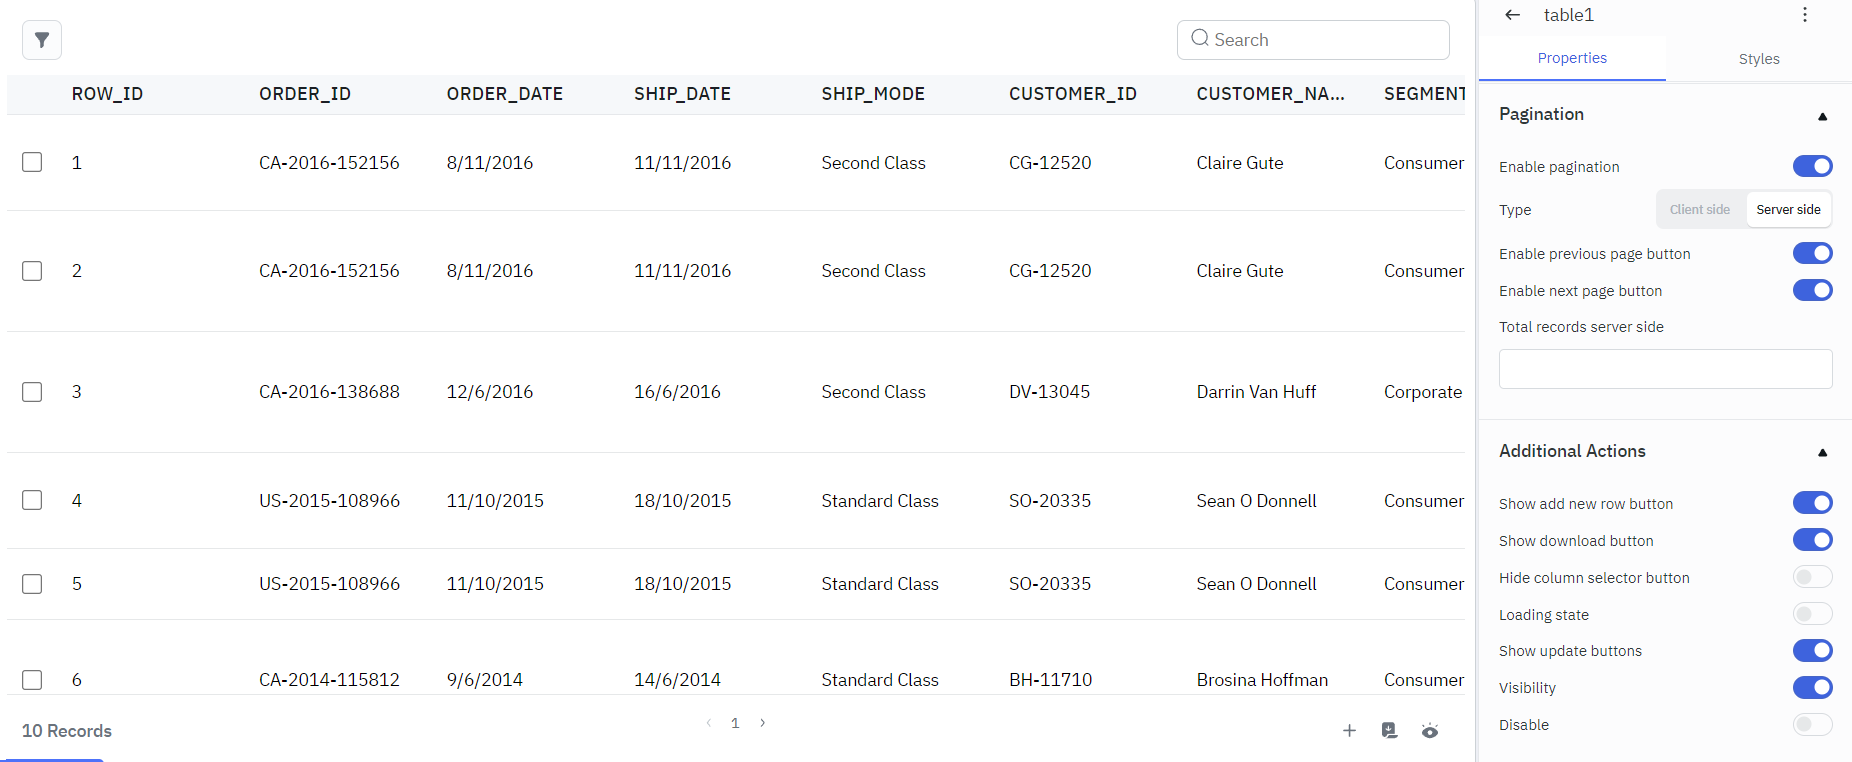 Search
ROW_ID ORDER_ID ORDER_DATE SHIP_DATE SHIP_MODE CUSTOMER_ID CUSTOMER_NA... SEGMENT
1 CA-2016-152156 8/11/2016 11/11/2016 Second Class CG-12520 Claire Gute Consumer
2 CA-2016-152156 8/11/2016 11/11/2016 Second Class CG-12520 Claire Gute Consumer
3 CA-2016-138688 12/6/2016 16/6/2016 Second Class DV-13045 Darrin Van Huff Corporate
4 US-2015-108966 11/10/2015 18/10/2015 Standard Class SO-20335 Sean O Donnell Consumer
5 US-2015-108966 11/10/2015 18/10/2015 Standard Class SO-20335 Sean O Donnell Consumer
6 CA-2014-115812 9/6/2014 14/6/2014 Standard Class BH-11710 Brosina Hoffman Consumer
10 Records
1
table1
Properties Styles
Pagination
Enable pagination
Type Client side Server side
Enable previous page button
Enable next page button
Total records server side
Additional Actions
Show add new row button
Show download button
Hide column selector button
Loading state
Show update buttons
Visibility
Disable